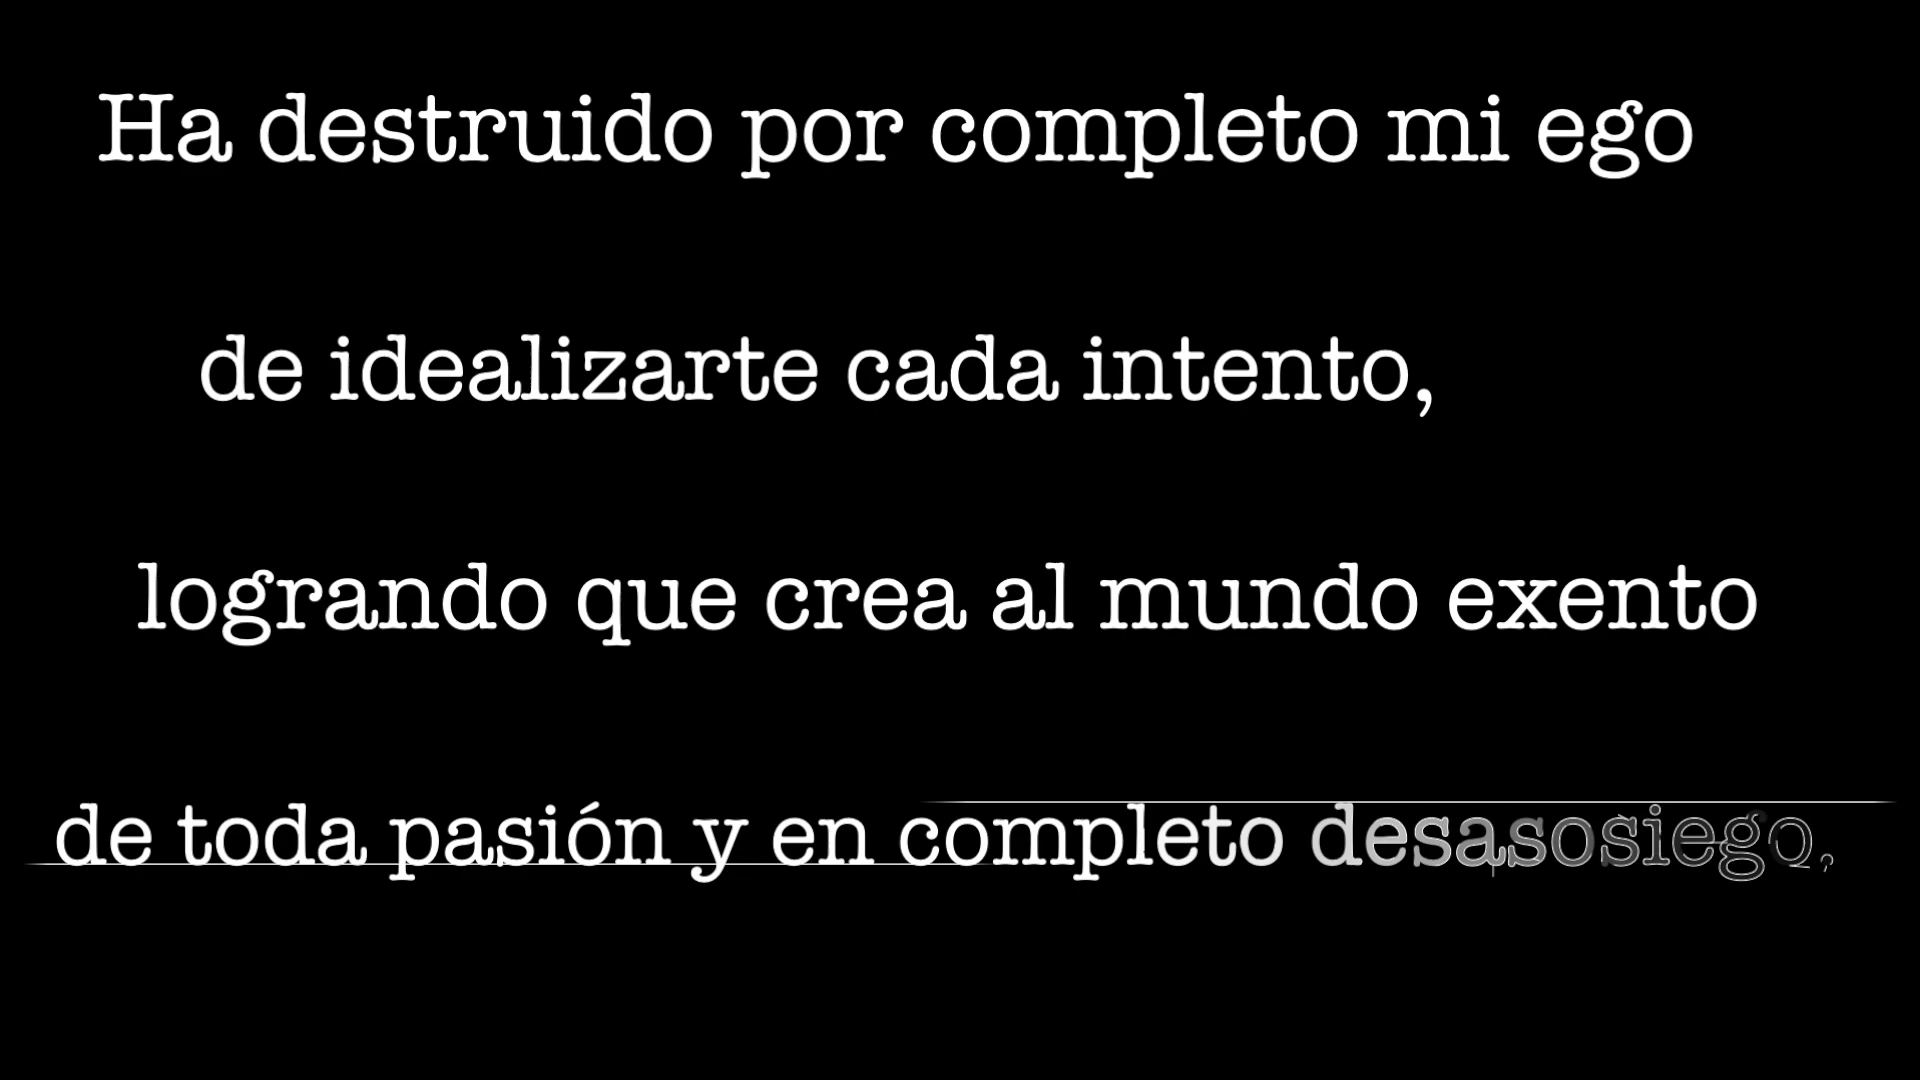 Ha destruido por completo mi ego
de idealizarte cada intento,
logrando que crea al mundo exento
de toda pasión y en completo desasosiego,